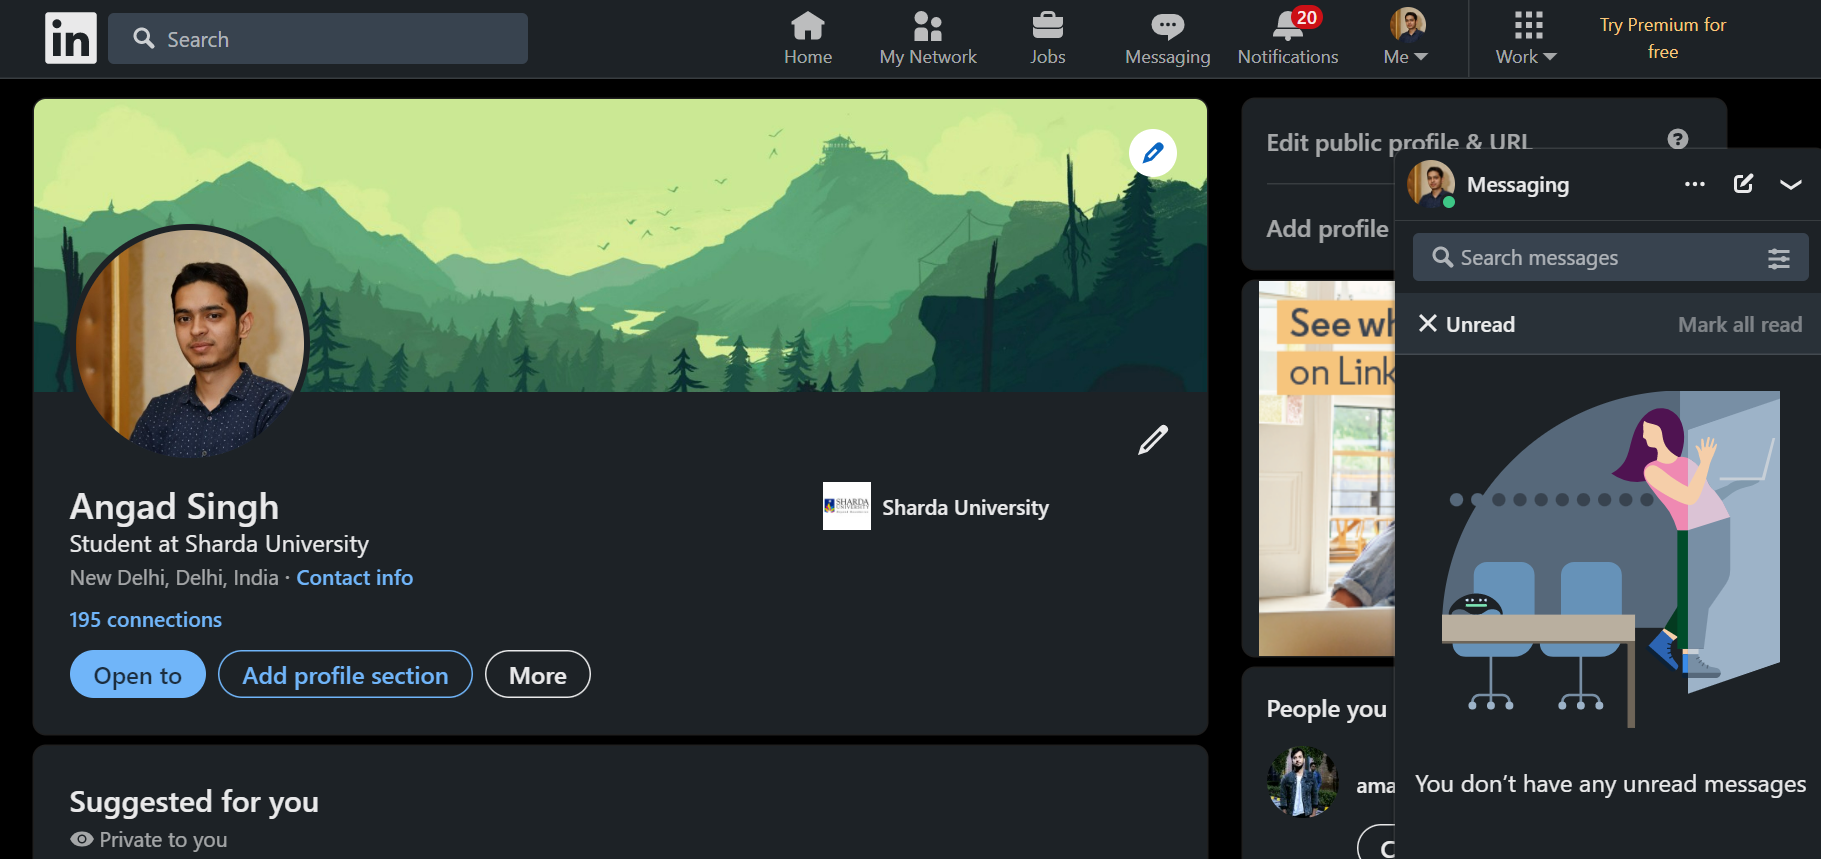 in
Search
Home
My Network
Jobs
Messaging
20
Notifications
Me
Work
Try Premium for
free
Angad Singh
Student at Sharda University
New Delhi, Delhi, India · Contact info
195 connections
Open to
Add profile section
More
SHARDA
UNIVERSITY
Sharda University
Suggested for you
Private to you
Edit public profile & URL
?
Add profile
See wh
on Link
People you
ama
C
Messaging
Search messages
Unread
Mark all read
You don’t have any unread messages